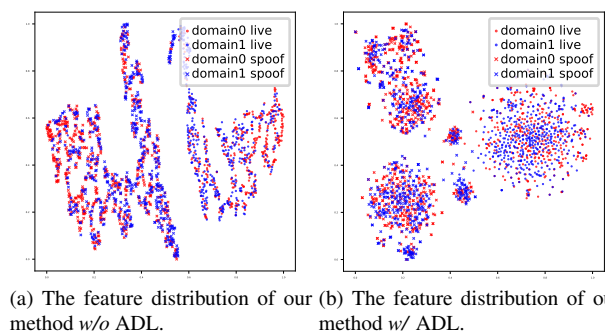 domain0 live
domain1 live
domain0 spoof
domain1 spoof
domain0 live
domain1 live
domain0 spoof
domain1 spoof
(a) The feature distribution of our
method w/o ADL.
(b) The feature distribution of
method w/ ADL.